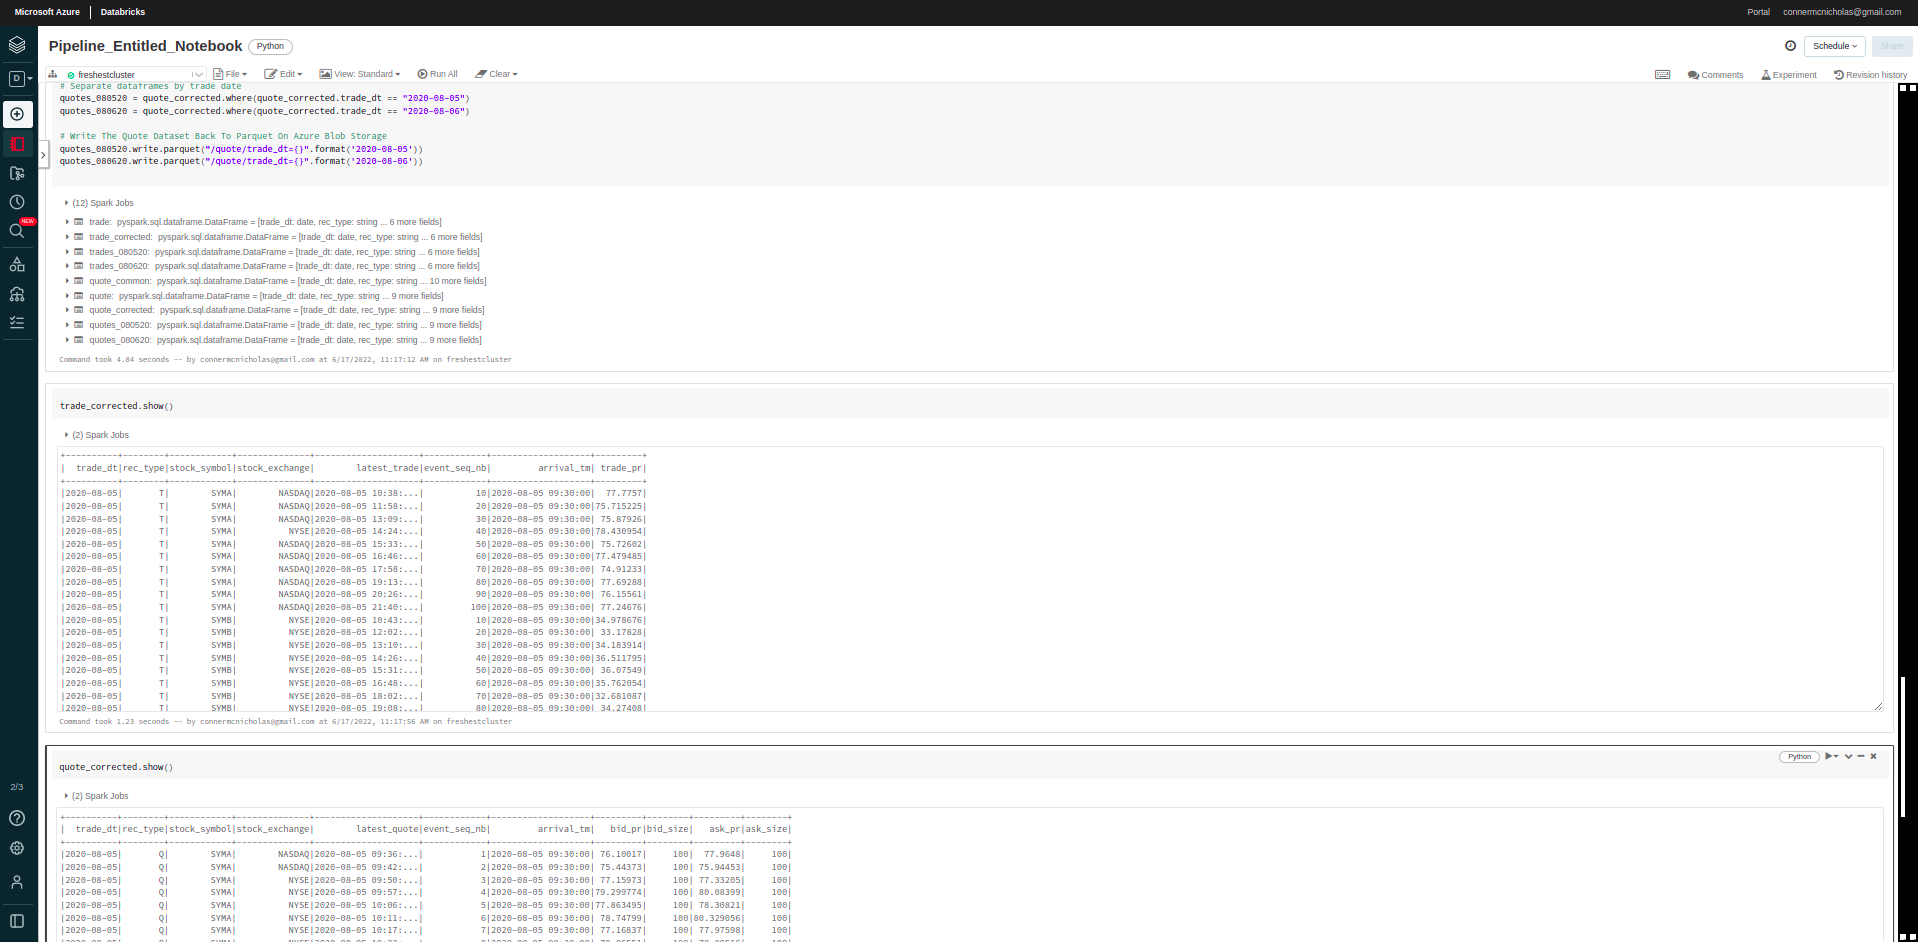 Microsoft Azure | Databricks Portal connermcnicholas@gmail.com
Pipeline_Entitled_Notebook Python Schedule Share
D freshestcluster File Edit View: Standard Run All Clear Comments Experiment Revision history
# Separate dataframes by trade date
quotes_080520 = quote_corrected.where(quote_corrected.trade_dt == "2020-08-05")
quotes_080620 = quote_corrected.where(quote_corrected.trade_dt == "2020-08-06")
# Write The Quote Dataset Back To Parquet On Azure Blob Storage
quotes_080520.write.parquet("/quote/trade_dt={}".format('2020-08-05'))
quotes_080620.write.parquet("/quote/trade_dt={}".format('2020-08-06'))
(12) Spark Jobs
NEW
trade: pyspark.sql.dataframe.DataFrame = [trade_dt: date, rec_type: string ... 6 more fields]
trade_corrected: pyspark.sql.dataframe.DataFrame = [trade_dt: date, rec_type: string ... 6 more fields]
trades_080520: pyspark.sql.dataframe.DataFrame = [trade_dt: date, rec_type: string ... 6 more fields]
trades_080620: pyspark.sql.dataframe.DataFrame = [trade_dt: date, rec_type: string ... 6 more fields]
quote_common: pyspark.sql.dataframe.DataFrame = [trade_dt: date, rec_type: string ... 10 more fields]
quote: pyspark.sql.dataframe.DataFrame = [trade_dt: date, rec_type: string ... 9 more fields]
quote_corrected: pyspark.sql.dataframe.DataFrame = [trade_dt: date, rec_type: string ... 9 more fields]
quotes_080520: pyspark.sql.dataframe.DataFrame = [trade_dt: date, rec_type: string ... 9 more fields]
quotes_080620: pyspark.sql.dataframe.DataFrame = [trade_dt: date, rec_type: string ... 9 more fields]
Command took 4.84 seconds -- by connermcnicholas@gmail.com at 6/17/2022, 11:17:12 AM on freshestcluster
trade_corrected.show()
(2) Spark Jobs
+----------+--------+------------+--------------+--------------------+------------+-------------------+---------+
|  trade_dt|rec_type|stock_symbol|stock_exchange|        latest_trade|event_seq_nb|         arrival_tm| trade_pr|
+----------+--------+------------+--------------+--------------------+------------+-------------------+---------+
|2020-08-05|       T|        SYMA|        NASDAQ|2020-08-05 10:38:...|          10|2020-08-05 09:30:00|  77.7757|
|2020-08-05|       T|        SYMA|        NASDAQ|2020-08-05 11:58:...|          20|2020-08-05 09:30:00|75.715225|
|2020-08-05|       T|        SYMA|        NASDAQ|2020-08-05 13:09:...|          30|2020-08-05 09:30:00| 75.87926|
|2020-08-05|       T|        SYMA|          NYSE|2020-08-05 14:24:...|          40|2020-08-05 09:30:00|78.430954|
|2020-08-05|       T|        SYMA|        NASDAQ|2020-08-05 15:33:...|          50|2020-08-05 09:30:00| 75.72602|
|2020-08-05|       T|        SYMA|        NASDAQ|2020-08-05 16:46:...|          60|2020-08-05 09:30:00|77.479485|
|2020-08-05|       T|        SYMA|        NASDAQ|2020-08-05 17:58:...|          70|2020-08-05 09:30:00| 74.91233|
|2020-08-05|       T|        SYMA|        NASDAQ|2020-08-05 19:13:...|          80|2020-08-05 09:30:00| 77.69288|
|2020-08-05|       T|        SYMA|        NASDAQ|2020-08-05 20:26:...|          90|2020-08-05 09:30:00| 76.15561|
|2020-08-05|       T|        SYMA|        NASDAQ|2020-08-05 21:40:...|         100|2020-08-05 09:30:00| 77.24676|
|2020-08-05|       T|        SYMB|          NYSE|2020-08-05 10:43:...|          10|2020-08-05 09:30:00|34.978676|
|2020-08-05|       T|        SYMB|          NYSE|2020-08-05 12:02:...|          20|2020-08-05 09:30:00| 33.17828|
|2020-08-05|       T|        SYMB|          NYSE|2020-08-05 13:10:...|          30|2020-08-05 09:30:00|34.183914|
|2020-08-05|       T|        SYMB|          NYSE|2020-08-05 14:26:...|          40|2020-08-05 09:30:00|36.511795|
|2020-08-05|       T|        SYMB|          NYSE|2020-08-05 15:31:...|          50|2020-08-05 09:30:00| 36.07549|
|2020-08-05|       T|        SYMB|          NYSE|2020-08-05 16:48:...|          60|2020-08-05 09:30:00|35.762054|
|2020-08-05|       T|        SYMB|          NYSE|2020-08-05 18:02:...|          70|2020-08-05 09:30:00|32.681087|
|2020-08-05|       T|        SYMB|          NYSE|2020-08-05 19:08:...|          80|2020-08-05 09:30:00| 34.27408|
Command took 1.23 seconds -- by connermcnicholas@gmail.com at 6/17/2022, 11:17:56 AM on freshestcluster
Python
quote_corrected.show()
2/3
(2) Spark Jobs
+----------+--------+------------+--------------+--------------------+------------+-------------------+---------+--------+---------+--------+
|  trade_dt|rec_type|stock_symbol|stock_exchange|        latest_quote|event_seq_nb|         arrival_tm|   bid_pr|bid_size|   ask_pr|ask_size|
+----------+--------+------------+--------------+--------------------+------------+-------------------+---------+--------+---------+--------+
|2020-08-05|       Q|        SYMA|        NASDAQ|2020-08-05 09:36:...|           1|2020-08-05 09:30:00| 76.10017|     100|  77.9648|     100|
|2020-08-05|       Q|        SYMA|        NASDAQ|2020-08-05 09:42:...|           2|2020-08-05 09:30:00| 75.44373|     100| 75.94453|     100|
|2020-08-05|       Q|        SYMA|          NYSE|2020-08-05 09:50:...|           3|2020-08-05 09:30:00| 77.15973|     100| 77.33205|     100|
|2020-08-05|       Q|        SYMA|          NYSE|2020-08-05 09:57:...|           4|2020-08-05 09:30:00|79.299774|     100| 80.08399|     100|
|2020-08-05|       Q|        SYMA|          NYSE|2020-08-05 10:06:...|           5|2020-08-05 09:30:00|77.863495|     100| 78.30821|     100|
|2020-08-05|       Q|        SYMA|          NYSE|2020-08-05 10:11:...|           6|2020-08-05 09:30:00| 78.74799|     100|80.329056|     100|
|2020-08-05|       Q|        SYMA|          NYSE|2020-08-05 10:17:...|           7|2020-08-05 09:30:00| 77.16837|     100| 77.97598|     100|